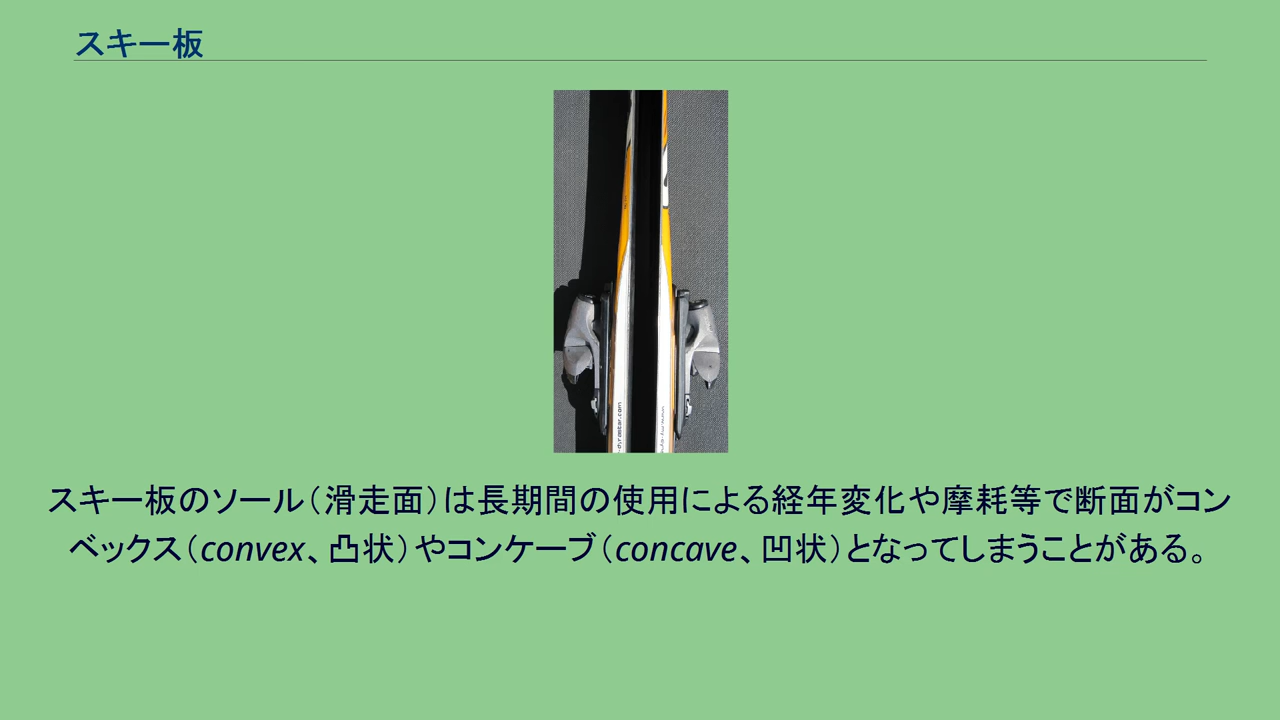 スキー板
dynastar.com
スキー板のソール（滑走面）は長期間の使用による経年変化や摩耗等で断面がコン
ベックス（convex、凸状）やコンケーブ（concave、凹状）となってしまうことがある。